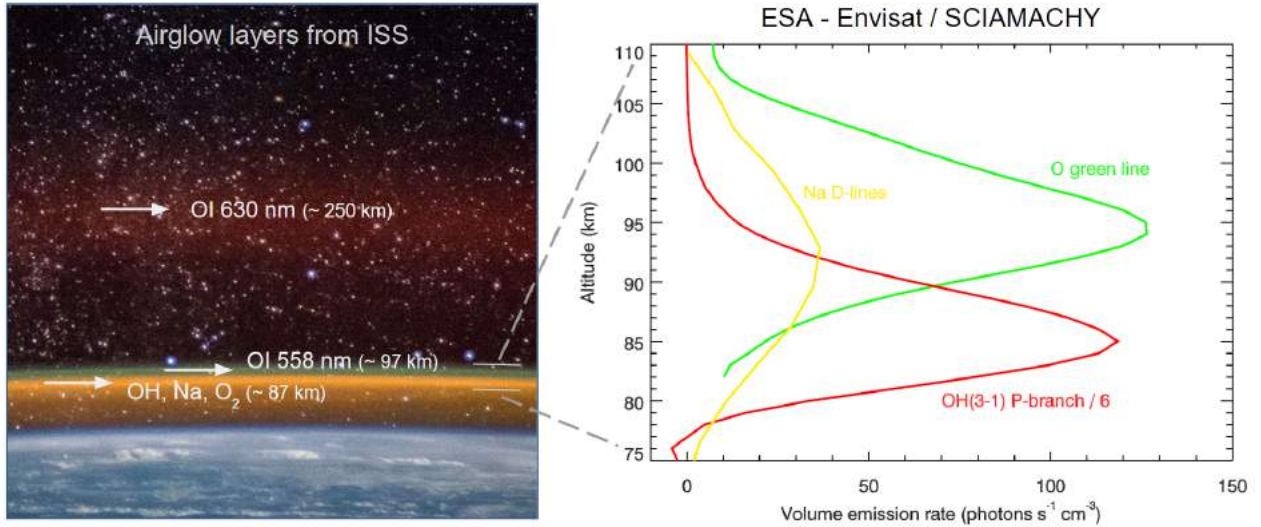 Airglow layers from ISS
OI 630 nm (~ 250 km)
OI 558 nm (~ 97 km)
OH, Na, O₂ (~ 87 km)
ESA - Envisat / SCIAMACHY
110
105
100
95
90
85
80
75
Altitude (km)
O green line
Na D-lines
OH(3-1) P-branch / 6
0 50 100 150
Volume emission rate (photons s⁻¹ cm⁻³)